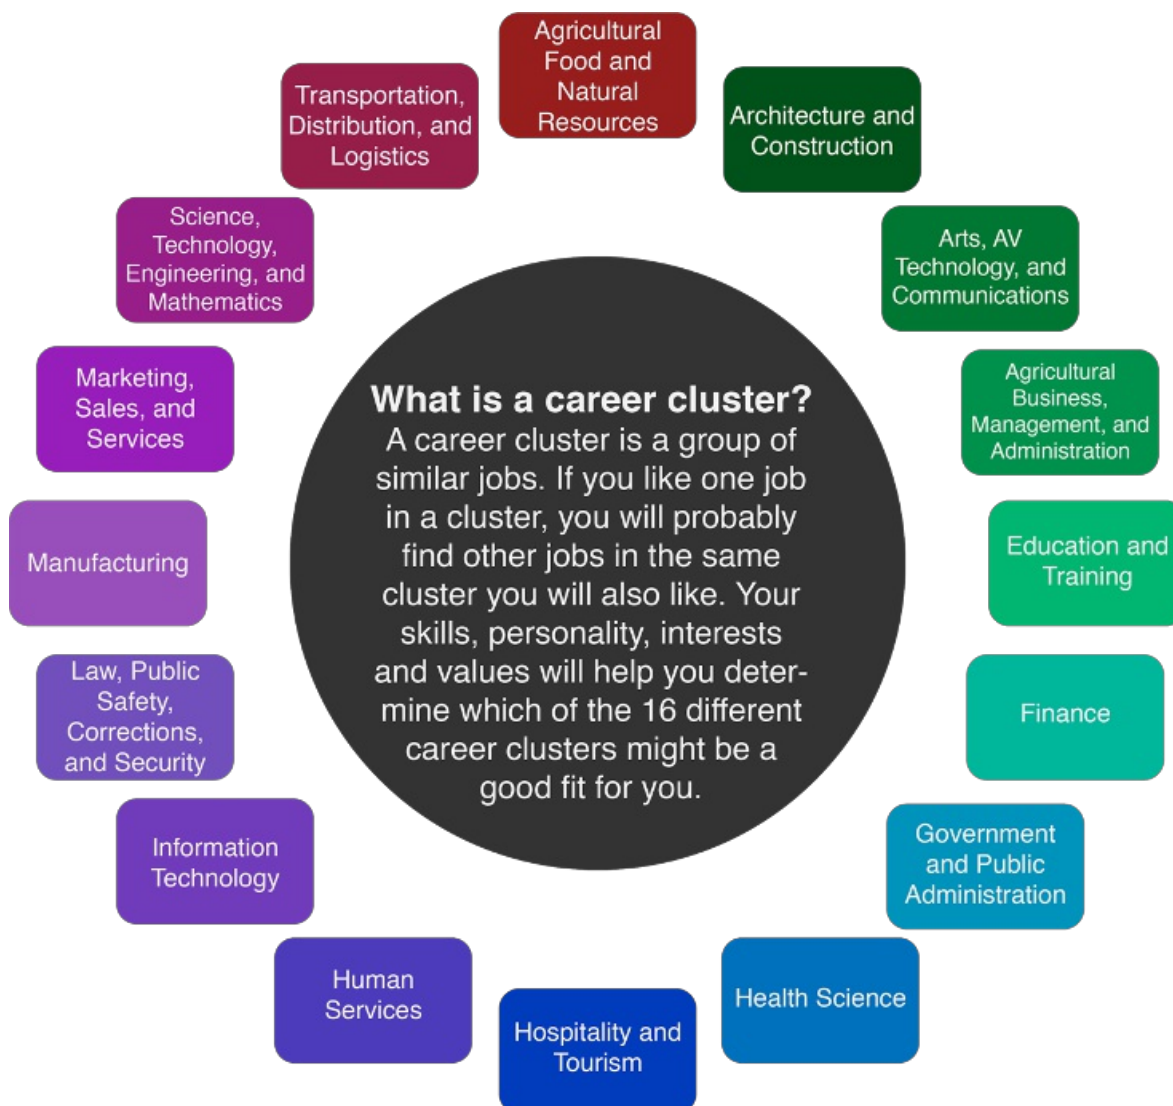 Agricultural
Food and
Natural
Resources
Architecture and
Construction
Arts, AV
Technology, and
Communications
Agricultural
Business,
Management, and
Administration
Education and
Training
Finance
Government
and Public
Administration
Health Science
Hospitality and
Tourism
Human
Services
Information
Technology
Law, Public
Safety,
Corrections,
and Security
Manufacturing
Marketing,
Sales, and
Services
Science,
Technology,
Engineering, and
Mathematics
Transportation,
Distribution, and
Logistics
What is a career cluster?
A career cluster is a group of
similar jobs. If you like one job
in a cluster, you will probably
find other jobs in the same
cluster you will also like. Your
skills, personality, interests
and values will help you deter-
mine which of the 16 different
career clusters might be a
good fit for you.